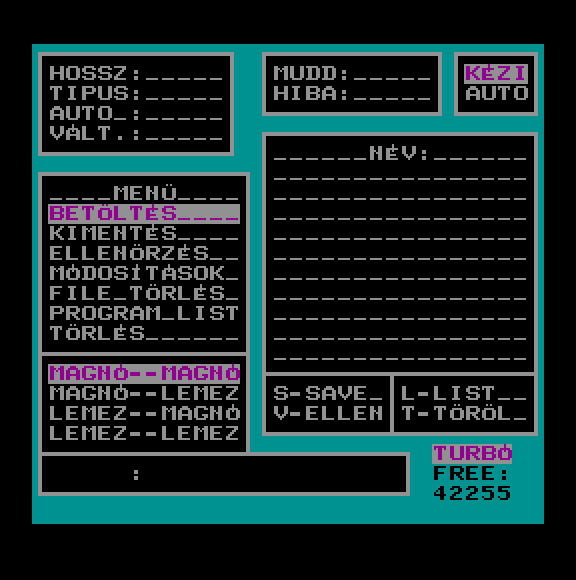 HOSSZ:_____
TIPUS:_____
AUTO_:_____
VÁLT.:_____
MUDD:_____
HIBA:_____
KÉZI
AUTO
______NÉV:______
____MENÜ____
BETÖLTÉS____
KIMENTÉS____
ELLENÖRZÉS__
MÓDOSÍTÁSOK_
FILE_TÖRLÉS_
PROGRAM_LIST
TÖRLÉS______
MAGNÓ--MAGNÓ
MAGNÓ--LEMEZ
LEMEZ--MAGNÓ
LEMEZ--LEMEZ
S-SAVE_
V-ELLEN
L-LIST__
T-TÖRÖL_
:
TURBÓ
FREE:
42255